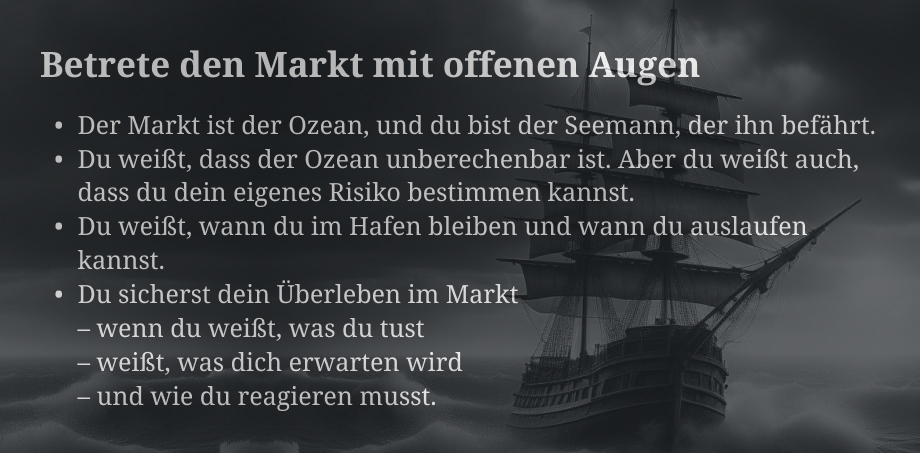 Betrete den Markt mit offenen Augen
• Der Markt ist der Ozean, und du bist der Seemann, der ihn befährt.
• Du weißt, dass der Ozean unberechenbar ist. Aber du weißt auch,
dass du dein eigenes Risiko bestimmen kannst.
• Du weißt, wann du im Hafen bleiben und wann du auslaufen
kannst.
• Du sicherst dein Überleben im Markt
– wenn du weißt, was du tust
– weißt, was dich erwarten wird
– und wie du reagieren musst.